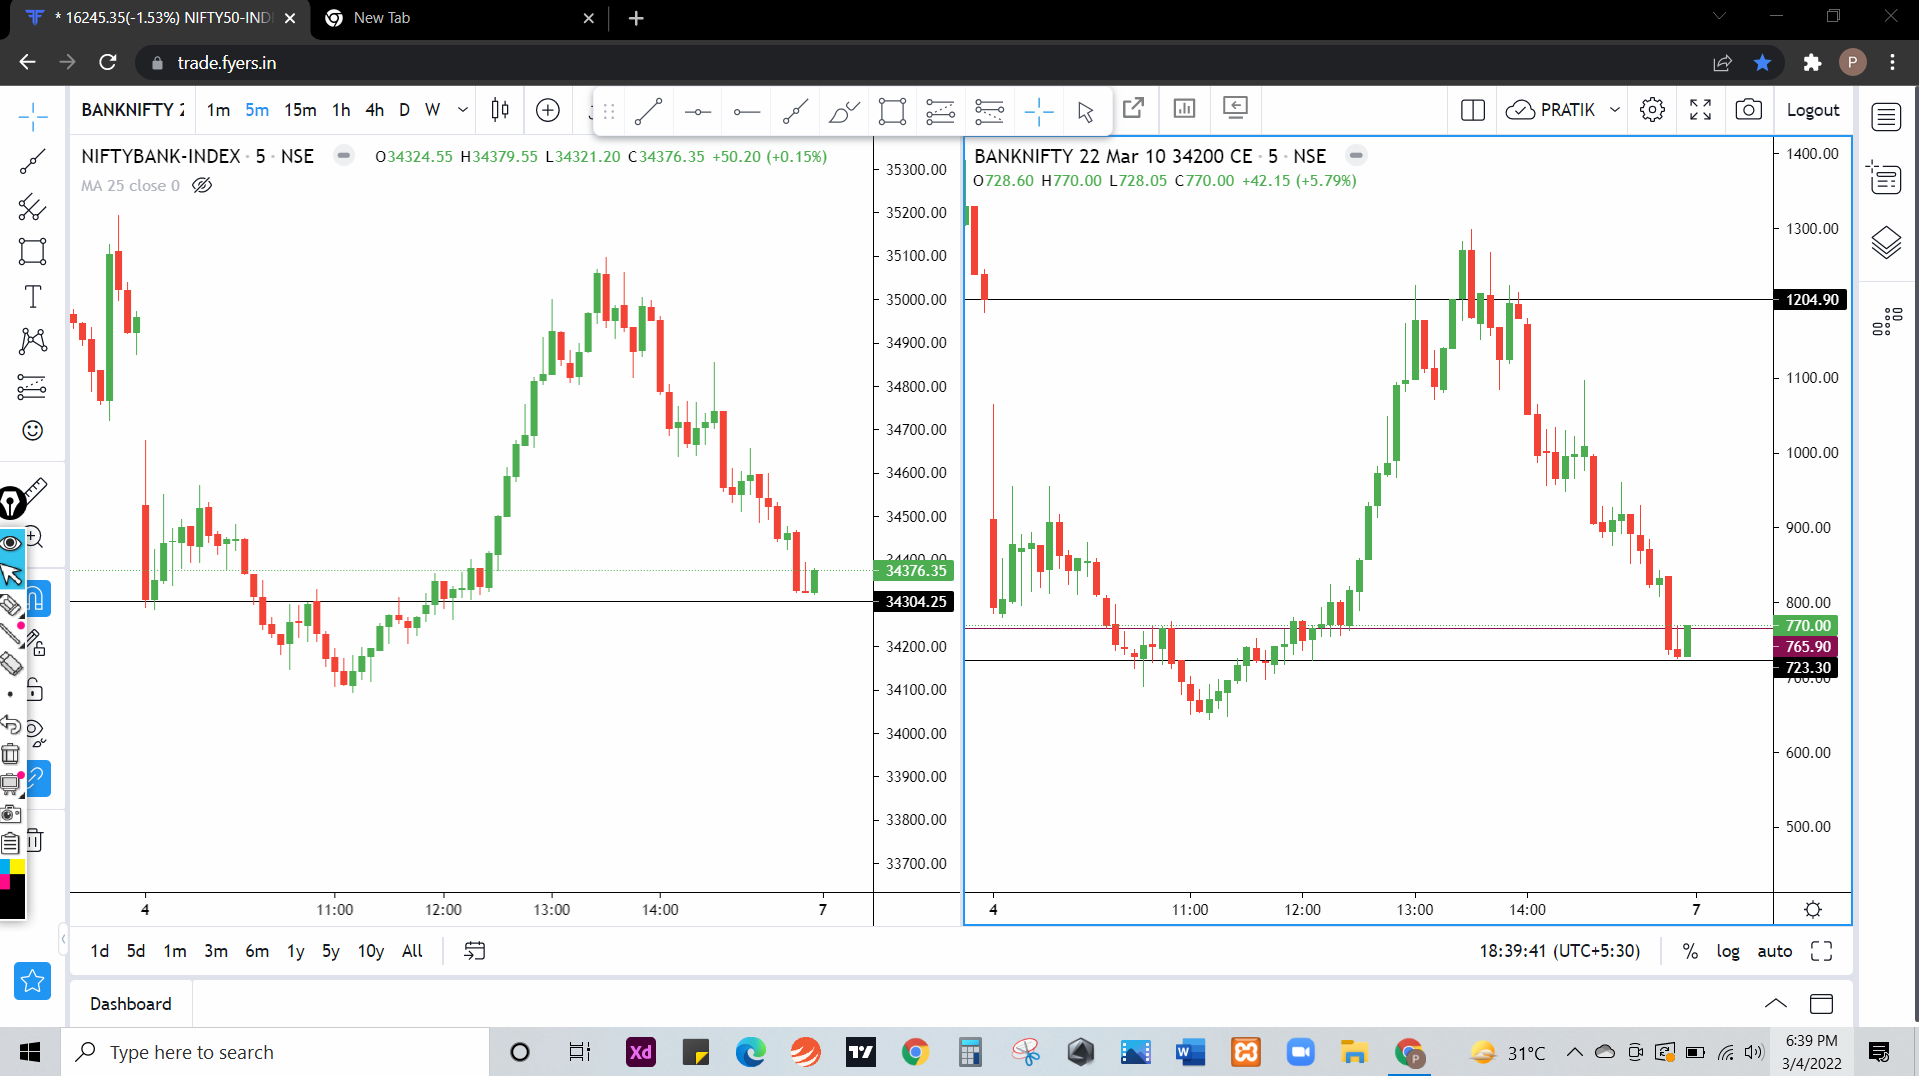 * 16245.35(-1.53%) NIFTY50-IND
New Tab
trade.fyers.in
P
BANKNIFTY 2 1m 5m 15m 1h 4h D W
PRATIK
Logout
NIFTYBANK-INDEX · 5 · NSE
O34324.55 H34379.55 L34321.20 C34376.35 +50.20 (+0.15%)
MA 25 close 0
35300.00
35200.00
35100.00
35000.00
34900.00
34800.00
34700.00
34600.00
34500.00
34400.00
34376.35
34304.25
34200.00
34100.00
34000.00
33900.00
33800.00
33700.00
4 11:00 12:00 13:00 14:00 7
BANKNIFTY 22 Mar 10 34200 CE · 5 · NSE
O728.60 H770.00 L728.05 C770.00 +42.15 (+5.79%)
1400.00
1300.00
1204.90
1100.00
1000.00
900.00
800.00
770.00
765.90
723.30
700.00
600.00
500.00
4 11:00 12:00 13:00 14:00 7
1d 5d 1m 3m 6m 1y 5y 10y All
18:39:41 (UTC+5:30) % log auto
Dashboard
Type here to search
Xd
31°C
6:39 PM
3/4/2022